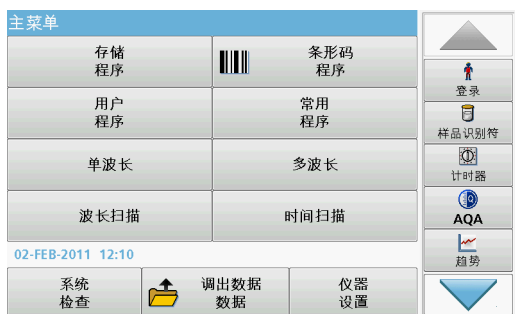 主菜单
存储
程序
条形码
程序
用户
程序
常用
程序
单波长
多波长
波长扫描
时间扫描
02-FEB-2011 12:10
系统
检查
调出数据
数据
仪器
设置
登录
样品识别符
计时器
AQA
趋势